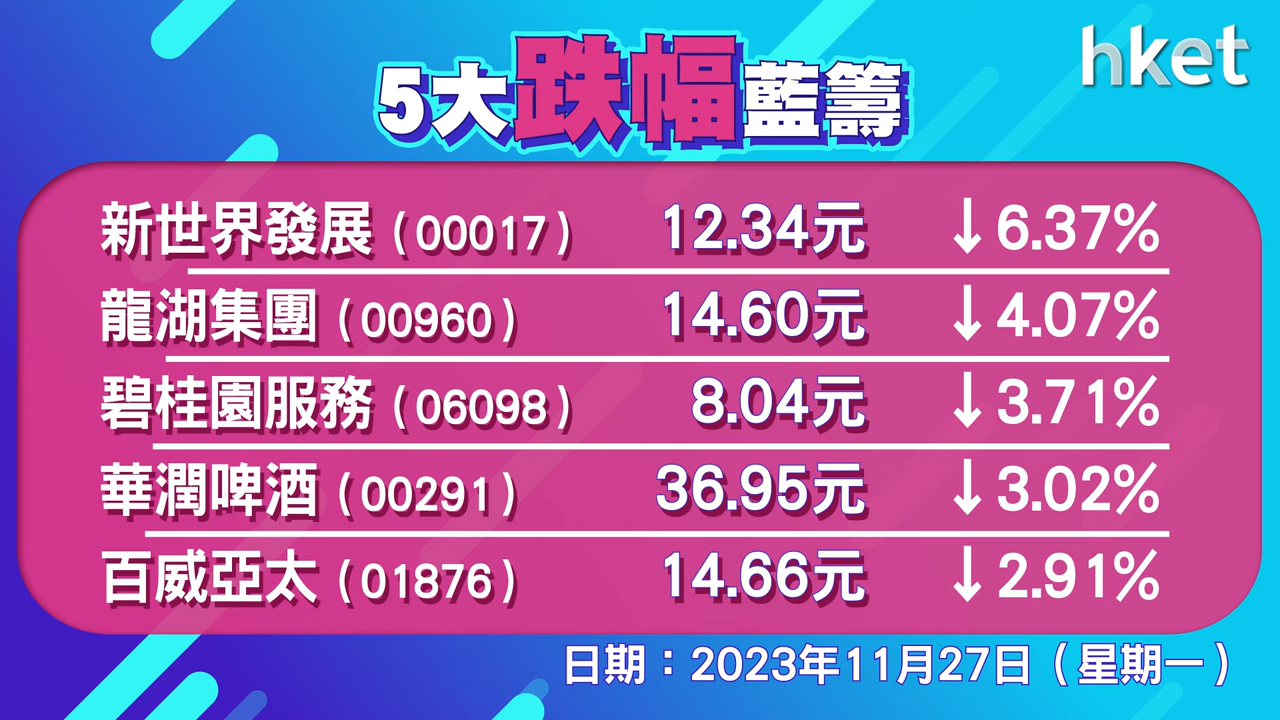 hket
5大跌幅藍籌
新世界發展（00017） 12.34元 ↓6.37%
龍湖集團（00960） 14.60元 ↓4.07%
碧桂園服務（06098） 8.04元 ↓3.71%
華潤啤酒（00291） 36.95元 ↓3.02%
百威亞太（01876） 14.66元 ↓2.91%
日期：2023年11月27日（星期一）